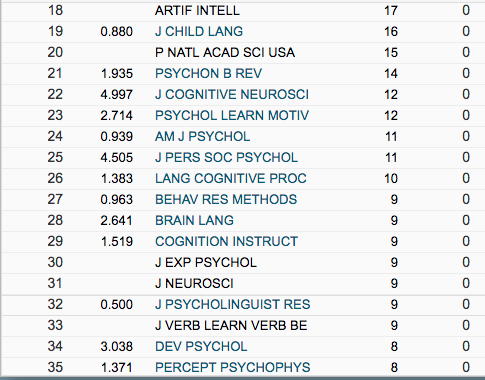 18 ARTIF INTELL 17 0
19 0.880 J CHILD LANG 16 0
20 P NATL ACAD SCI USA 15 0
21 1.935 PSYCHON B REV 14 0
22 4.997 J COGNITIVE NEUROSCI 12 0
23 2.714 PSYCHOL LEARN MOTIV 12 0
24 0.939 AM J PSYCHOL 11 0
25 4.505 J PERS SOC PSYCHOL 11 0
26 1.383 LANG COGNITIVE PROC 10 0
27 0.963 BEHAV RES METHODS 9 0
28 2.641 BRAIN LANG 9 0
29 1.519 COGNITION INSTRUCT 9 0
30 J EXP PSYCHOL 9 0
31 J NEUROSCI 9 0
32 0.500 J PSYCHOLINGUIST RES 9 0
33 J VERB LEARN VERB BE 9 0
34 3.038 DEV PSYCHOL 8 0
35 1.371 PERCEPT PSYCHOPHYS 8 0